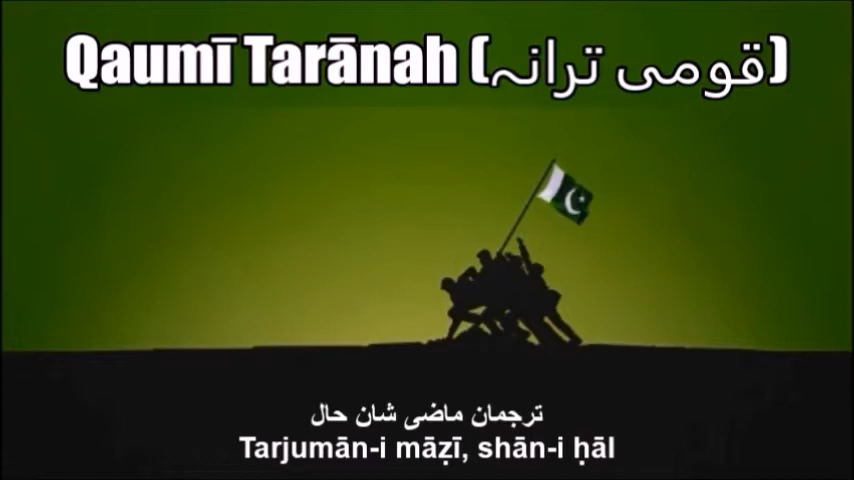 Qaumī Tarānah (قومی ترانہ)
ترجمان ماضی شان حال
Tarjumān-i māẓī, shān-i ḥāl